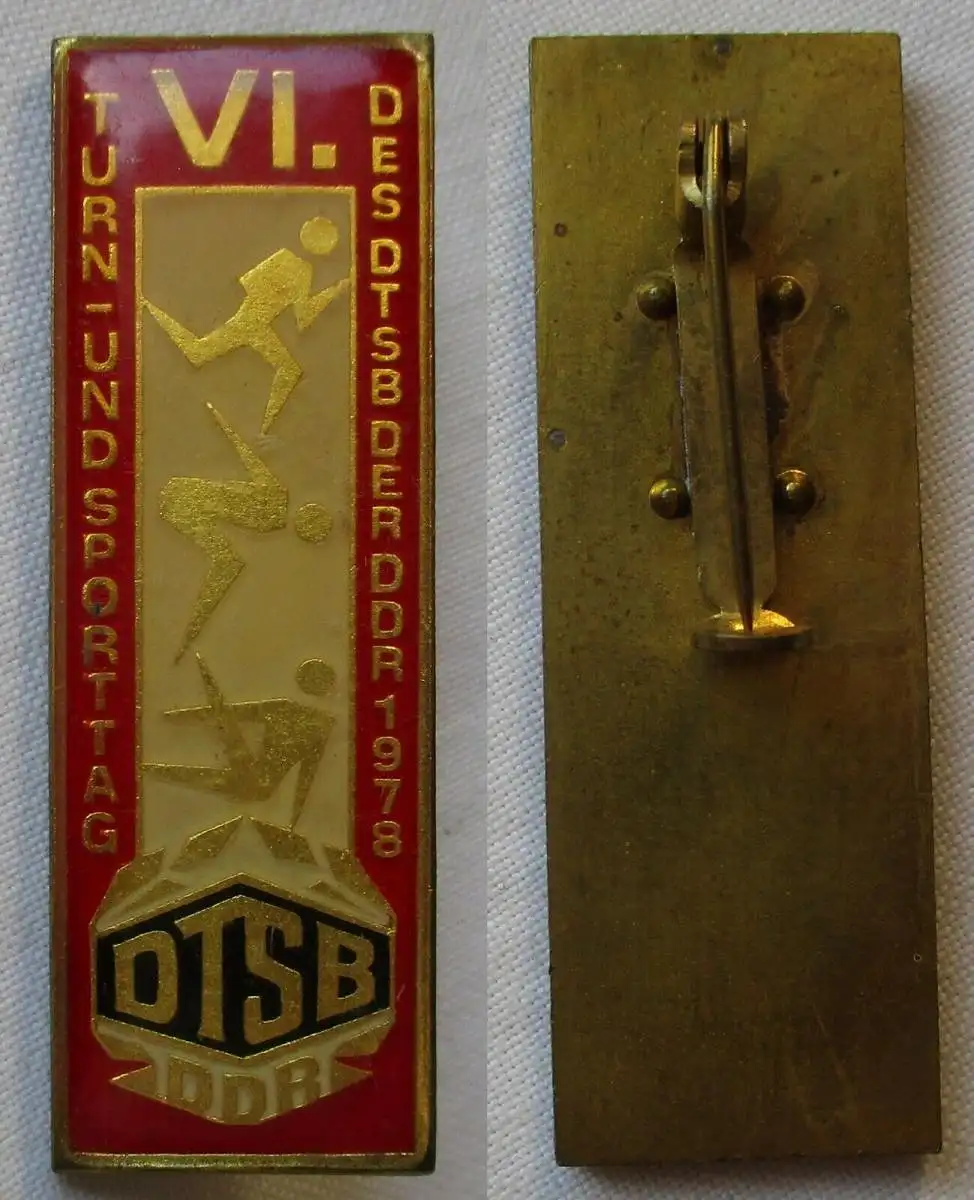 VI.
TURN-UND SPORTTAG
DES DTSB DER DDR 1978
DTSB
DDR